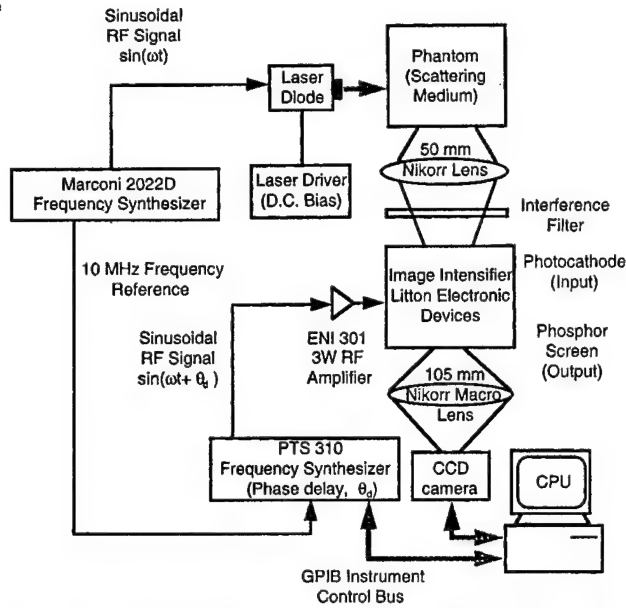 Sinusoidal
RF Signal
sin(ωt)
Laser
Diode
Phantom
(Scattering
Medium)
50 mm
Nikorr Lens
Marconi 2022D
Frequency Synthesizer
Laser Driver
(D.C. Bias)
Interference
Filter
10 MHz Frequency
Reference
Image Intensifier
Litton Electronic
Devices
Photocathode
(Input)
Sinusoidal
RF Signal
sin(ωt+ θd )
ENI 301
3W RF
Amplifier
Phosphor
Screen
(Output)
105 mm
Nikorr Macro
Lens
PTS 310
Frequency Synthesizer
(Phase delay, θd)
CCD
camera
CPU
GPIB Instrument
Control Bus